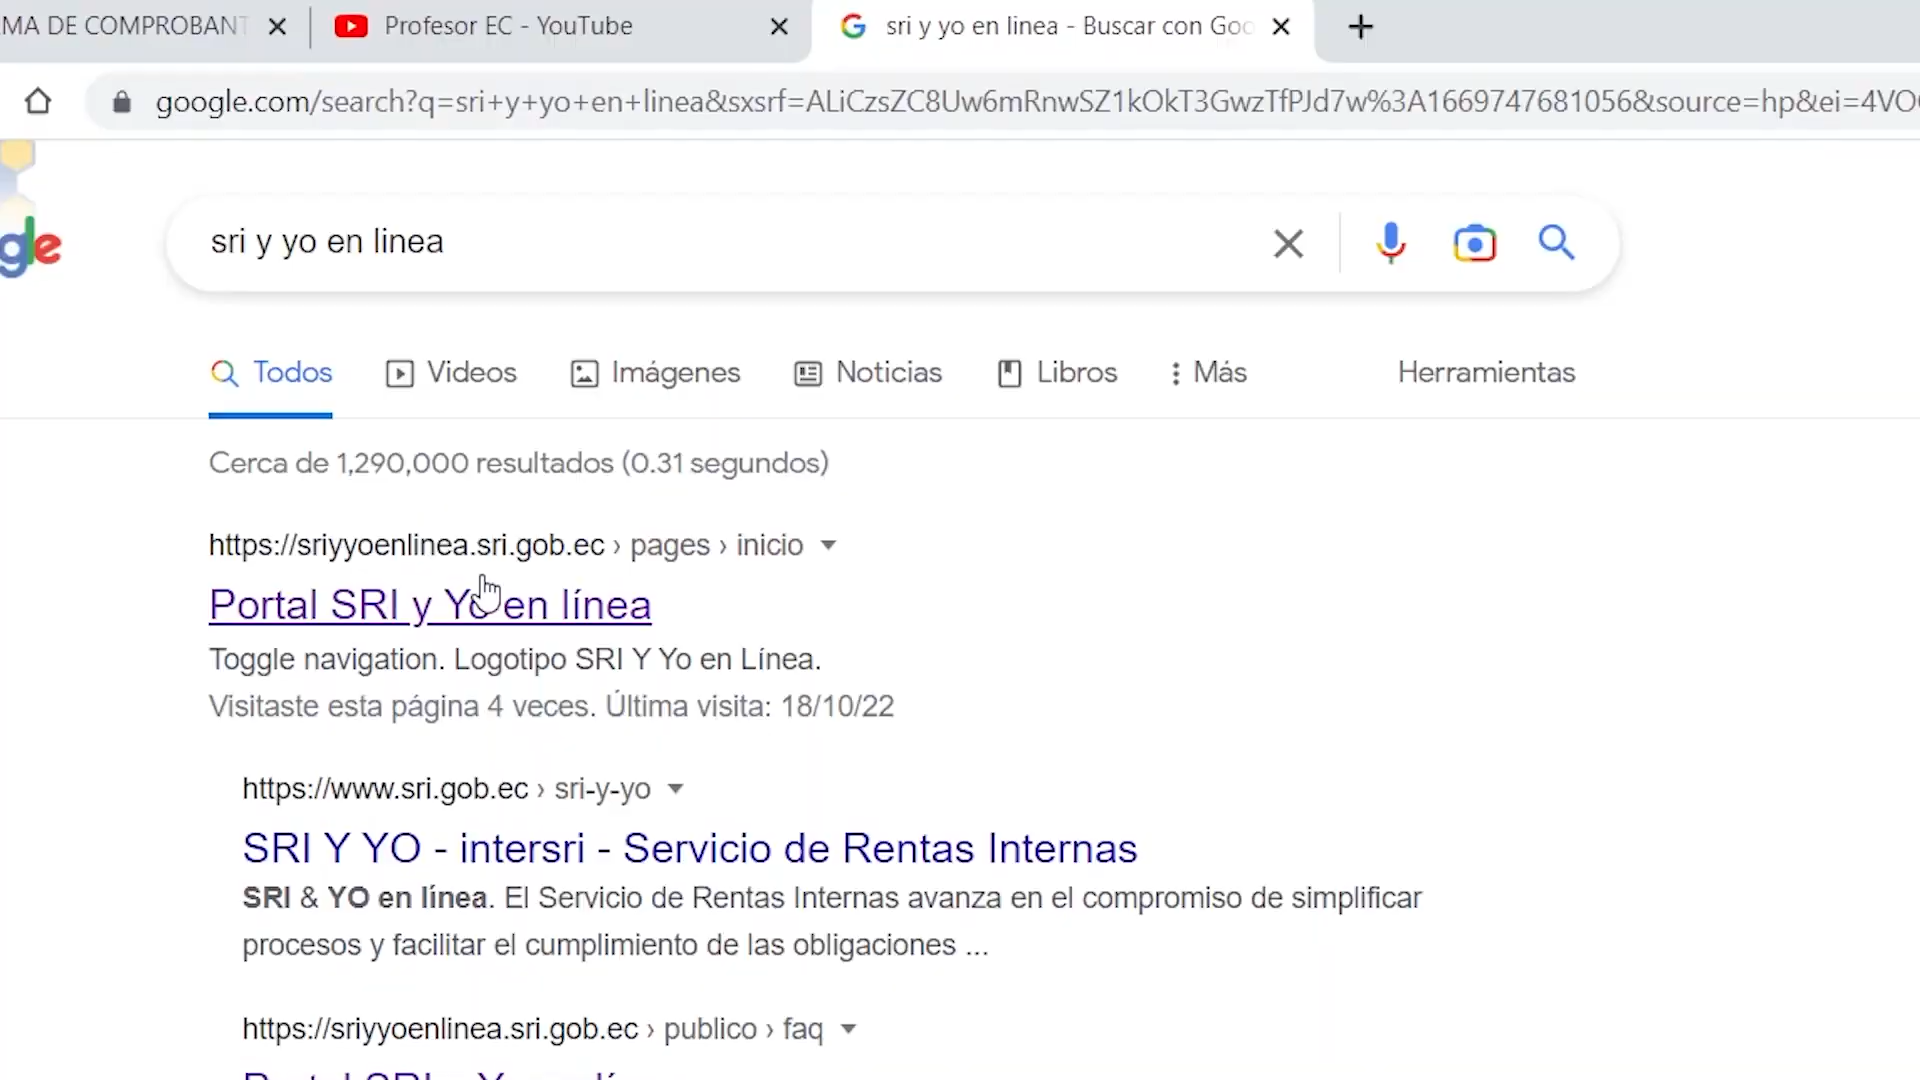 MA DE COMPROBANT
Profesor EC - YouTube
sri y yo en linea - Buscar con Goo
google.com/search?q=sri+y+yo+en+linea&sxsrf=ALiCzsZC8Uw6mRnwSZ1kOkT3GwzTfPJd7w%3A1669747681056&source=hp&ei=4VO
gle
sri y yo en linea
Todos Videos Imágenes Noticias Libros Más Herramientas
Cerca de 1,290,000 resultados (0.31 segundos)
https://sriyyoenlinea.sri.gob.ec › pages › inicio
Portal SRI y Yo en línea
Toggle navigation. Logotipo SRI Y Yo en Línea.
Visitaste esta página 4 veces. Última visita: 18/10/22
https://www.sri.gob.ec › sri-y-yo
SRI Y YO - intersri - Servicio de Rentas Internas
SRI & YO en línea. El Servicio de Rentas Internas avanza en el compromiso de simplificar
procesos y facilitar el cumplimiento de las obligaciones ...
https://sriyyoenlinea.sri.gob.ec › publico › faq